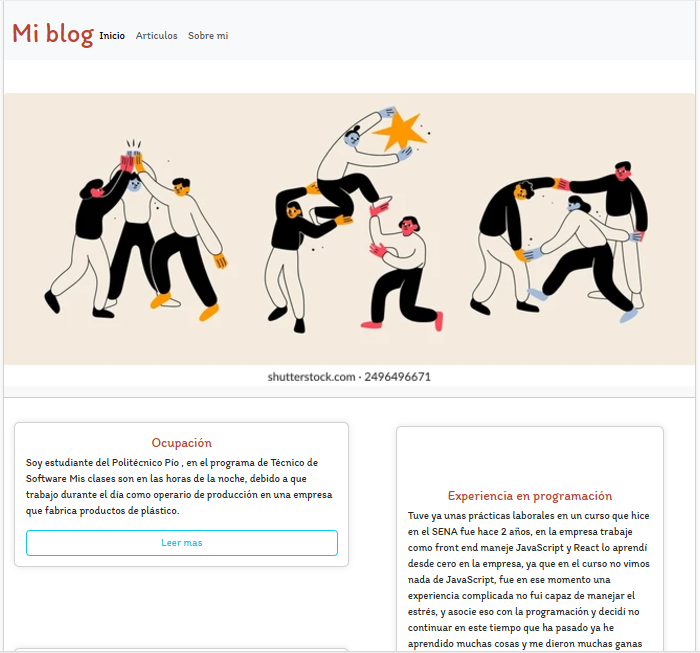 Mi blog Inicio Articulos Sobre mi
shutterstock.com · 2496496671
Ocupación
Soy estudiante del Politécnico Pío , en el programa de Técnico de
Software Mis clases son en las horas de la noche, debido a que
trabajo durante el día como operario de producción en una empresa
que fabrica productos de plástico.
Leer mas
Experiencia en programación
Tuve ya unas prácticas laborales en un curso que hice
en el SENA fue hace 2 años, en la empresa trabaje
como front end maneje JavaScript y React lo aprendí
desde cero en la empresa, ya que en el curso no vimos
nada de JavaScript, fue en ese momento una
experiencia complicada no fui capaz de manejar el
estrés, y asocie eso con la programación y decidí no
continuar en este tiempo que ha pasado ya he
aprendido muchas cosas y me dieron muchas ganas